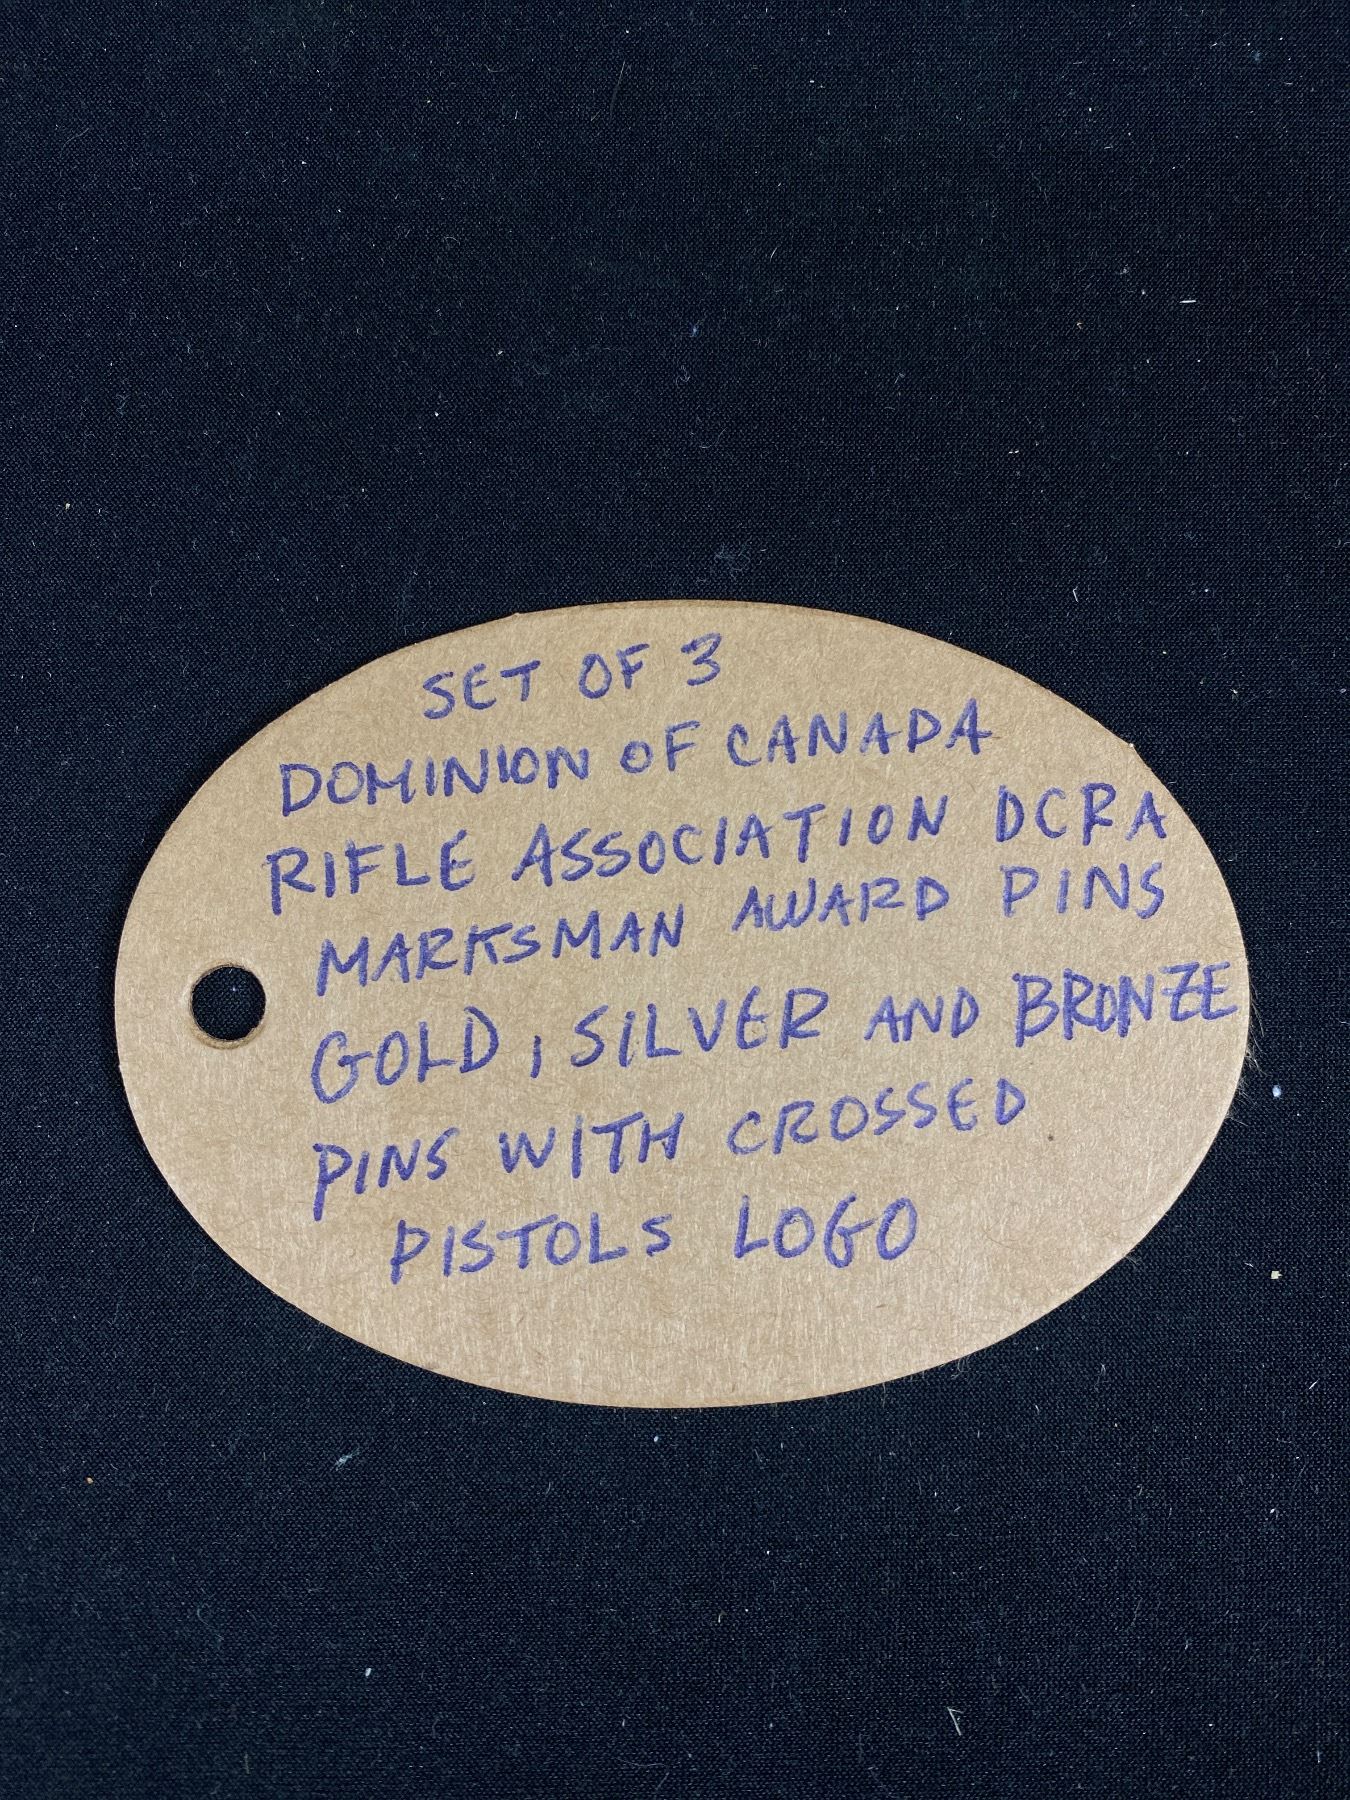 SET OF 3
DOMINION OF CANADA
RIFLE ASSOCIATION DCRA
MARKSMAN AWARD PINS
GOLD, SILVER AND BRONZE
PINS WITH CROSSED
PISTOLS LOGO